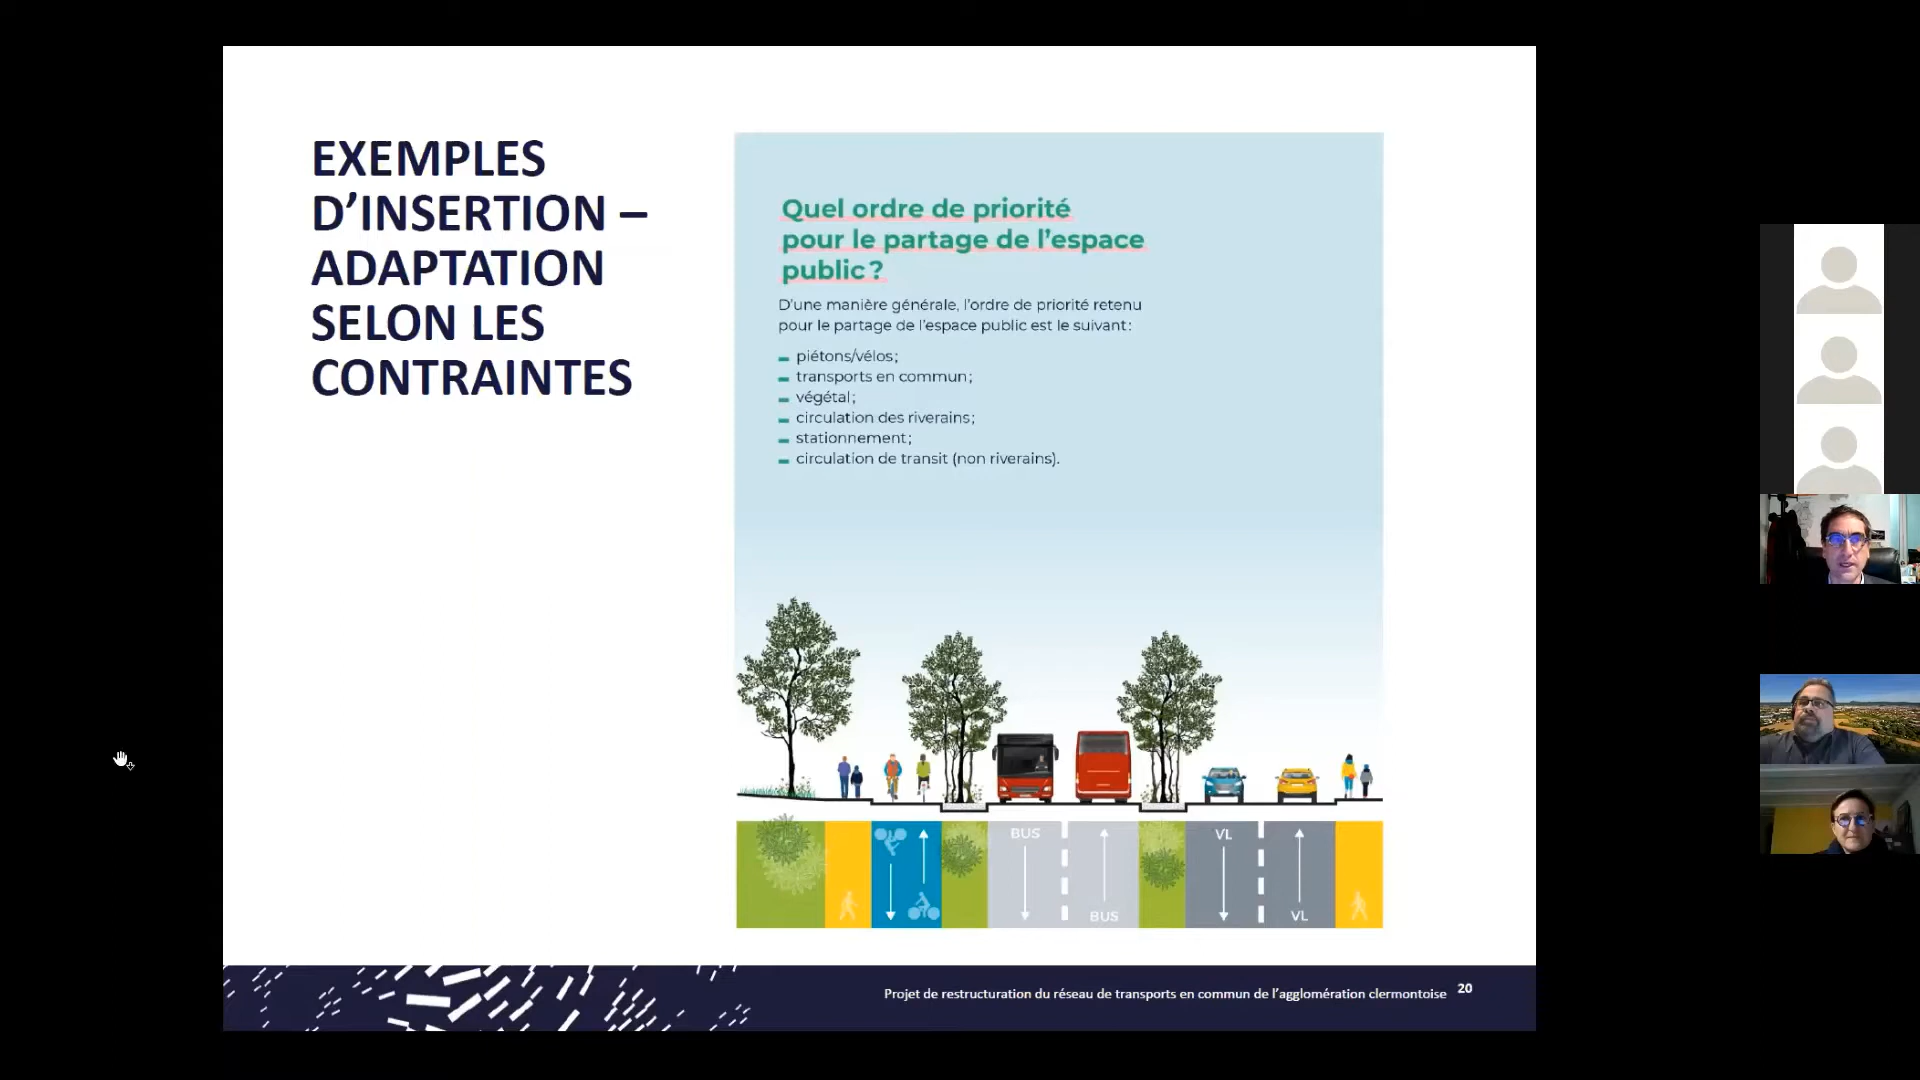 EXEMPLES
D’INSERTION –
ADAPTATION
SELON LES
CONTRAINTES
Quel ordre de priorité
pour le partage de l’espace
public ?
D’une manière générale, l’ordre de priorité retenu
pour le partage de l’espace public est le suivant :
piétons/vélos ;
transports en commun ;
végétal ;
circulation des riverains ;
stationnement ;
circulation de transit (non riverains).
BUS
VL
BUS
VL
Projet de restructuration du réseau de transports en commun de l’agglomération clermontoise 20